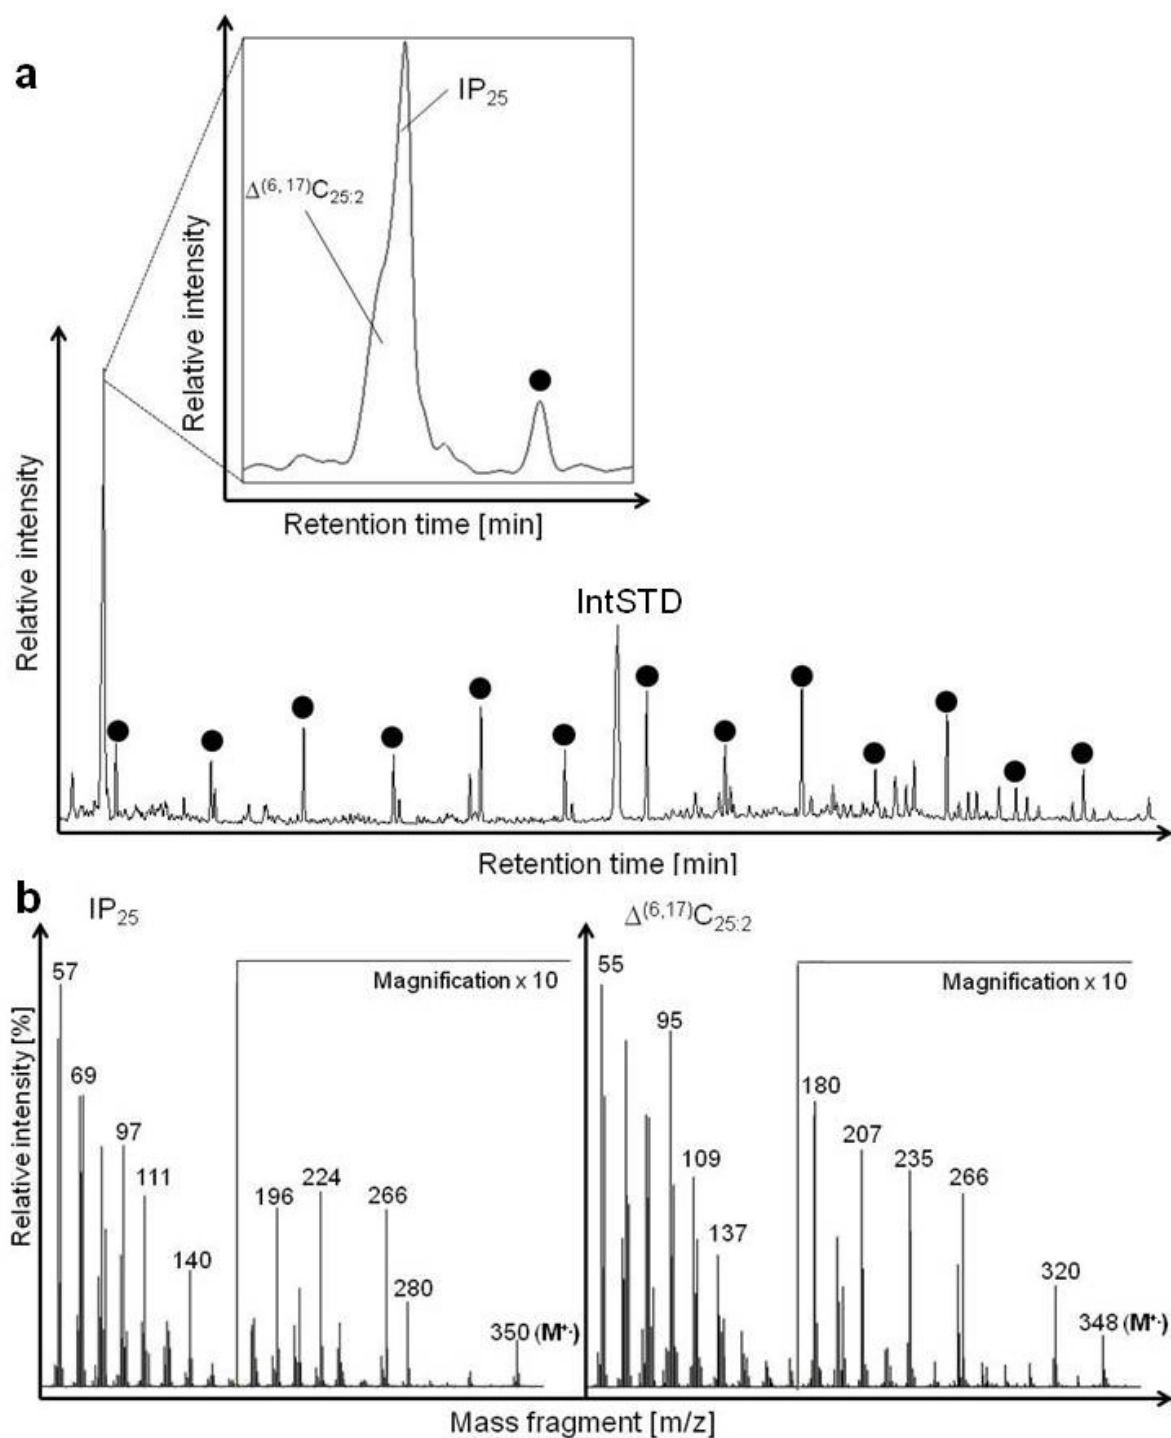 a
IP25
Δ(6, 17)C25:2
Relative intensity
Retention time [min]
Relative intensity
IntSTD
Retention time [min]
b
IP25
Δ(6,17)C25:2
Relative intensity [%]
Magnification x 10
57
69
97
111
140
196
224
266
280
350 (M+·)
Magnification x 10
55
95
109
137
180
207
235
266
320
348 (M+·)
Mass fragment [m/z]